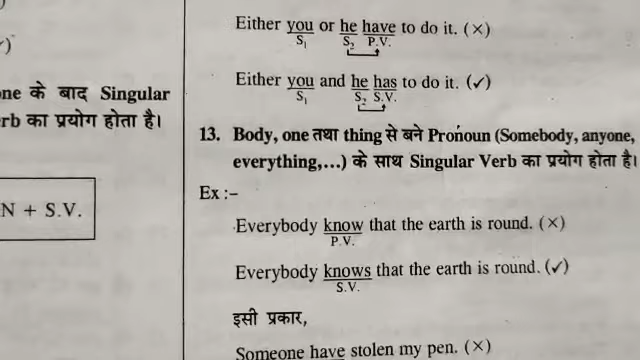 ne के बाद Singular
rb का प्रयोग होता है।
N + S.V.
Either you or he have to do it. (×)
S₁ S₂ P.V.
Either you and he has to do it. (✓)
S₁ S₂ S.V.
13. Body, one तथा thing से बने Pronoun (Somebody, anyone,
everything,...) के साथ Singular Verb का प्रयोग होता है।
Ex :–
Everybody know that the earth is round. (×)
P.V.
Everybody knows that the earth is round. (✓)
S.V.
इसी प्रकार,
Someone have stolen my pen. (×)